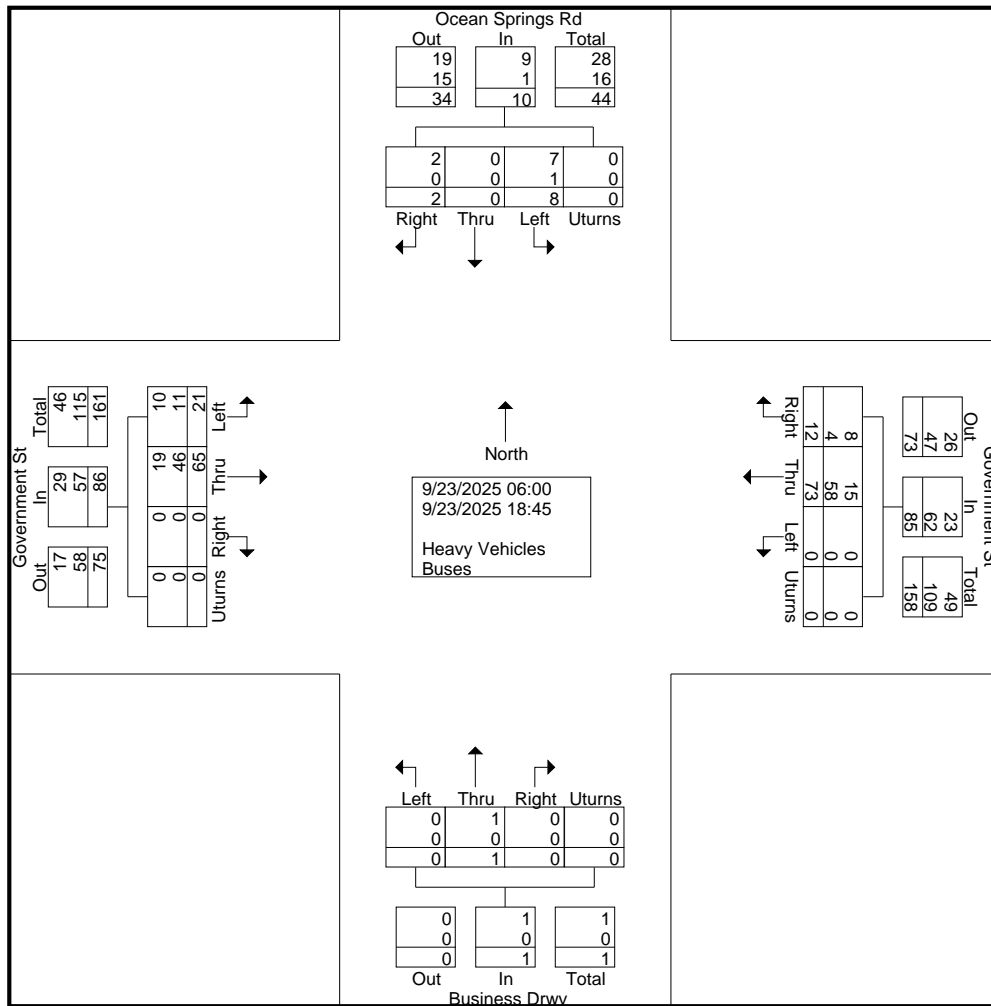 Ocean Springs Rd
Out In Total
19 9 28
15 1 16
34 10 44
2 0 7 0
0 0 1 0
2 0 8 0
Right Thru Left Uturns
Government St
Total In Out
46 29 17
115 57 58
161 86 75
10 19 0 0
11 46 0 0
21 65 0 0
Left Thru Right Uturns
North
9/23/2025 06:00
9/23/2025 18:45
Heavy Vehicles
Buses
Right Thru Left Uturns
8 15 0 0
4 58 0 0
12 73 0 0
Out In Total
26 23 49
47 62 109
73 85 158
Government St
Left Thru Right Uturns
0 1 0 0
0 0 0 0
0 1 0 0
0 1 1
0 0 0
0 1 1
Out In Total
Business Drwy